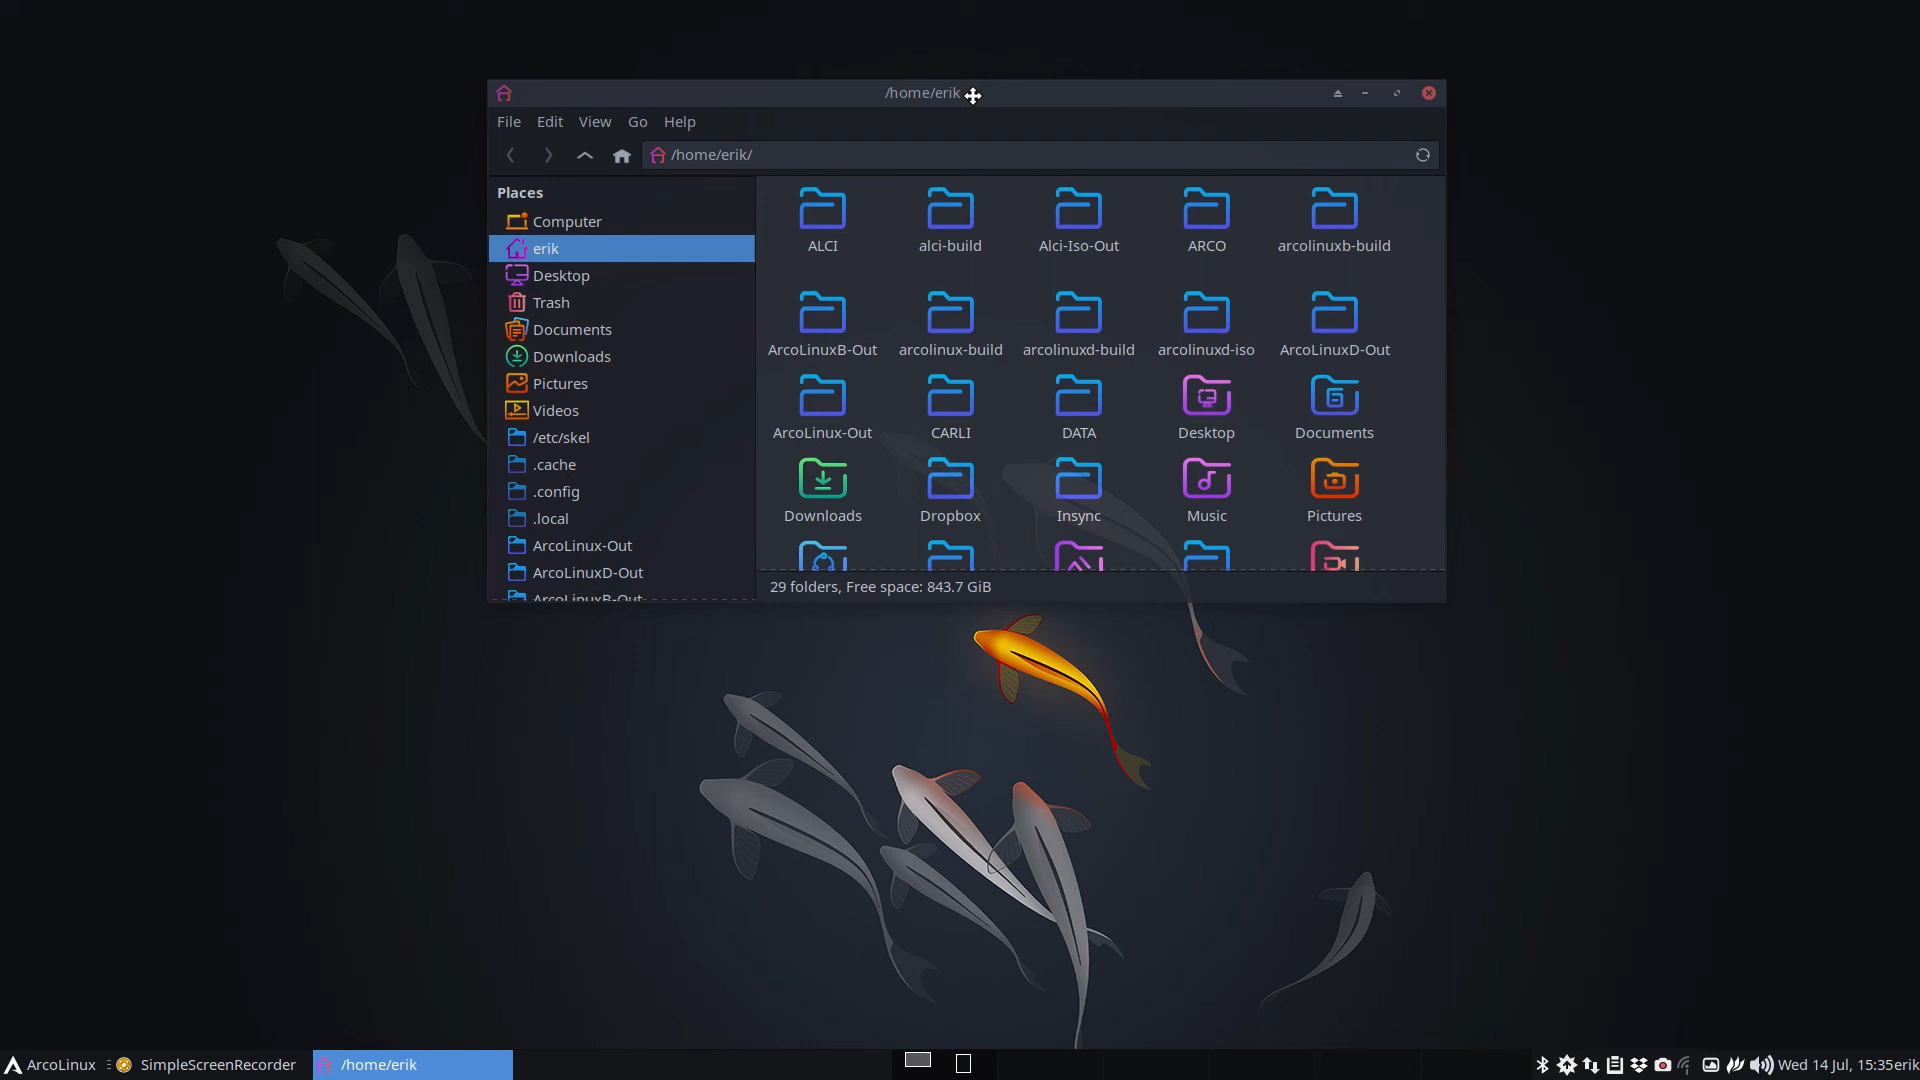 /home/erik
File Edit View Go Help
/home/erik/
Places
Computer
erik
Desktop
Trash
Documents
Downloads
Pictures
Videos
/etc/skel
.cache
.config
.local
ArcoLinux-Out
ArcoLinuxD-Out
ArcoLinuxB-Out
ALCI alci-build Alci-Iso-Out ARCO arcolinuxb-build
ArcoLinuxB-Out arcolinux-build arcolinuxd-build arcolinuxd-iso ArcoLinuxD-Out
ArcoLinux-Out CARLI DATA Desktop Documents
Downloads Dropbox Insync Music Pictures
29 folders, Free space: 843.7 GiB
ArcoLinux SimpleScreenRecorder /home/erik Wed 14 Jul, 15:35 erik